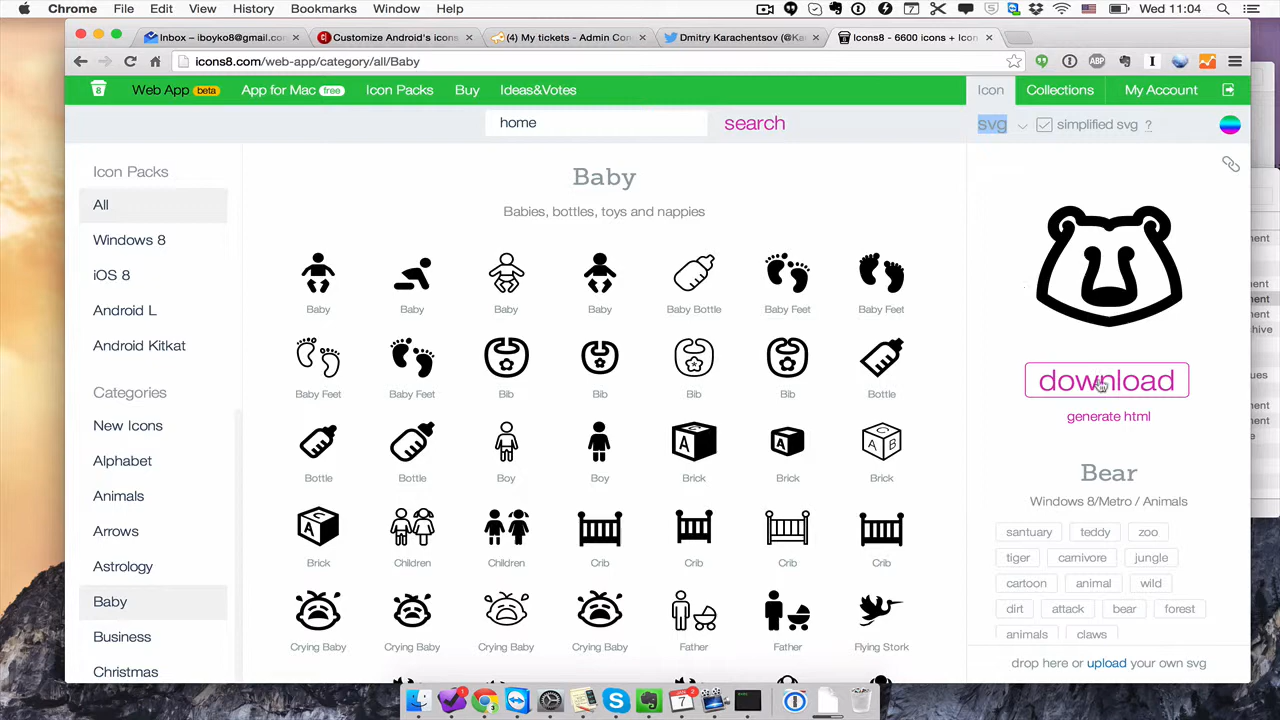 Chrome File Edit View History Bookmarks Window Help Wed 11:04
Inbox – iboyko8@gmail.con
Customize Android's icons
(4) My tickets - Admin Con
Dmitry Karachentsov (@Ka
Icons8 - 6600 icons + Icon
icons8.com/web-app/category/all/Baby
Web App beta App for Mac free Icon Packs Buy Ideas&Votes Icon Collections My Account
home search svg simplified svg ?
Icon Packs
All
Windows 8
iOS 8
Android L
Android Kitkat
Categories
New Icons
Alphabet
Animals
Arrows
Astrology
Baby
Business
Christmas
Baby
Babies, bottles, toys and nappies
Baby Baby Baby Baby Baby Bottle Baby Feet Baby Feet
Baby Feet Baby Feet Bib Bib Bib Bib Bottle
Bottle Bottle Boy Boy Brick Brick Brick
Brick Children Children Crib Crib Crib Crib
Crying Baby Crying Baby Crying Baby Crying Baby Father Father Flying Stork
download
generate html
Bear
Windows 8/Metro / Animals
santuary teddy zoo
tiger carnivore jungle
cartoon animal wild
dirt attack bear forest
animals claws
drop here or upload your own svg